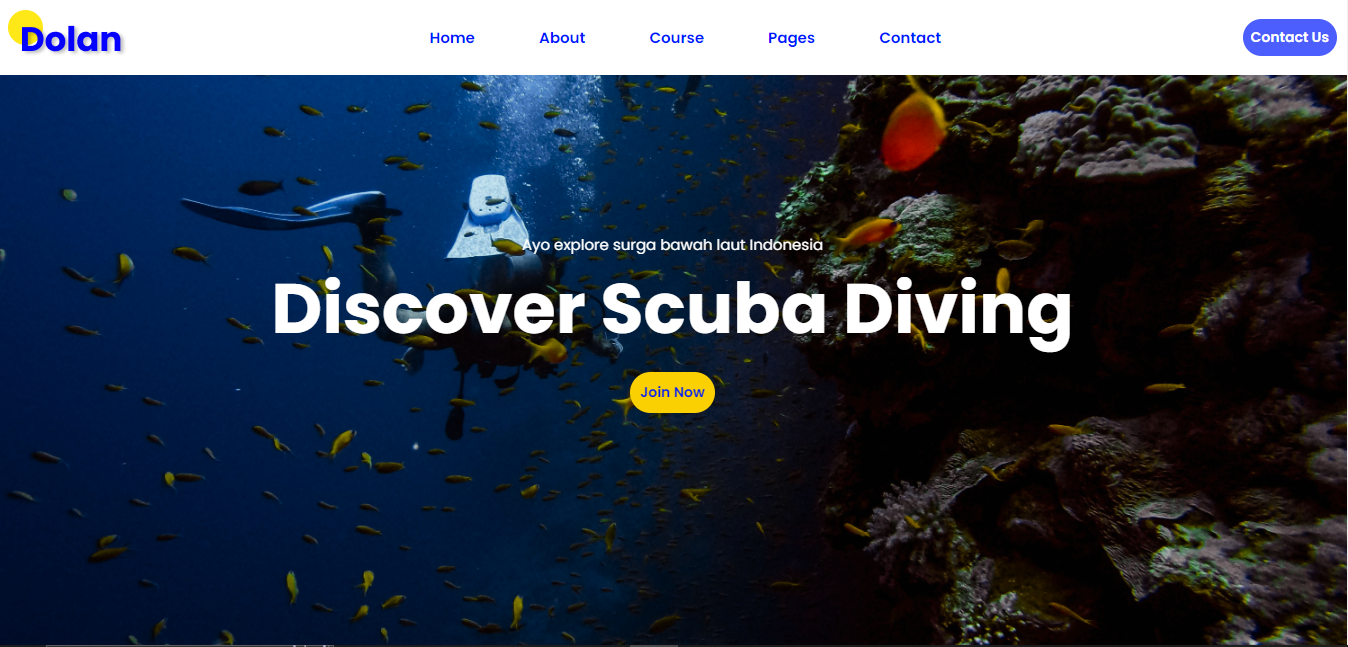 Dolan
Home About Course Pages Contact
Contact Us
Ayo explore surga bawah laut Indonesia
Discover Scuba Diving
Join Now